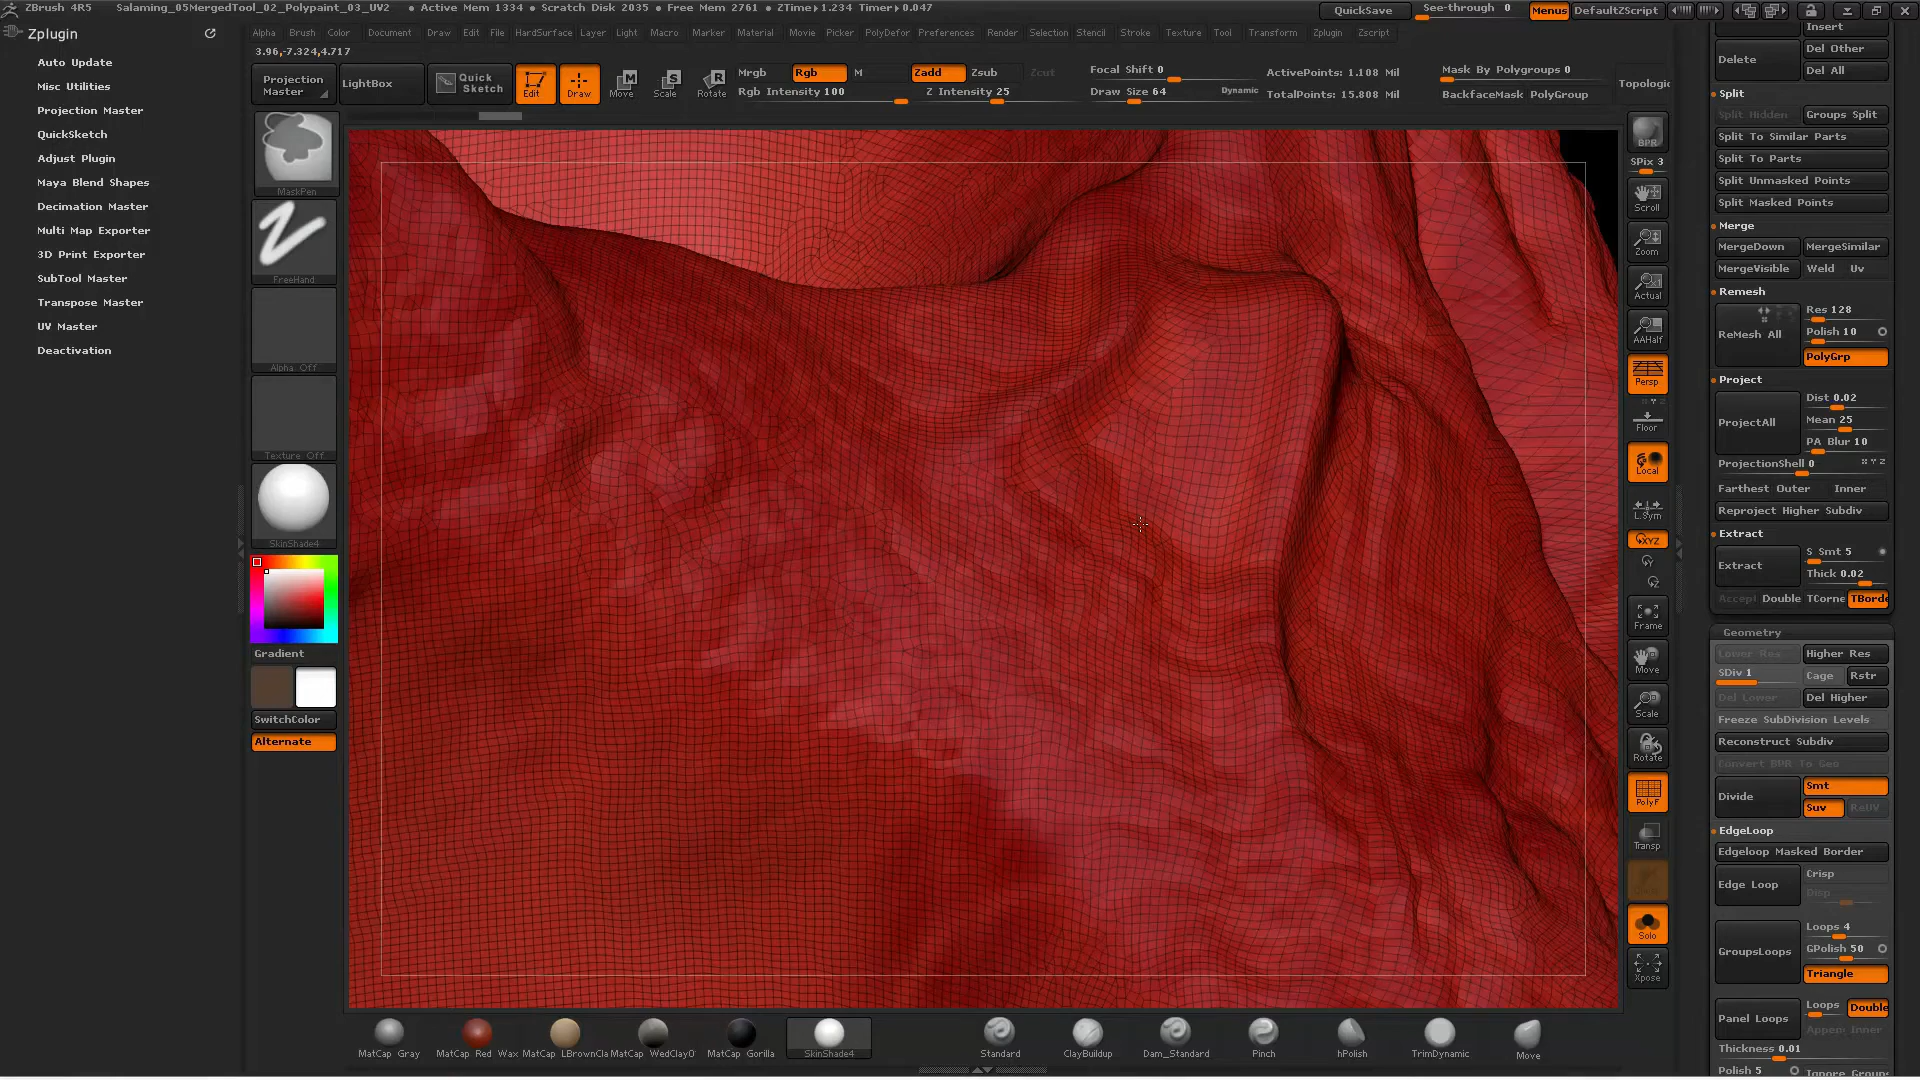 ZBrush 4R5 Salaming_05MergedTool_02_Polypaint_03_UV2 • Active Mem 1334 • Scratch Disk 2035 • Free Mem 2761 • ZTime▸1.234 Timer▸0.047 QuickSave See-through 0 Menus DefaultZScript
Zplugin
Alpha Brush Color Document Draw Edit File HardSurface Layer Light Macro Marker Material Movie Picker PolyDefor Preferences Render Selection Stencil Stroke Texture Tool Transform Zplugin Zscript
3.96,-7.324,4.717
Auto Update
Misc Utilities
Projection Master
QuickSketch
Adjust Plugin
Maya Blend Shapes
Decimation Master
Multi Map Exporter
3D Print Exporter
SubTool Master
Transpose Master
UV Master
Deactivation
Projection Master
LightBox
Quick Sketch
Edit
Draw
Move
Scale
Rotate
Mrgb Rgb M
Rgb Intensity 100
Zadd Zsub Zcut
Z Intensity 25
Focal Shift 0
Draw Size 64 Dynamic
ActivePoints: 1.108 Mil
TotalPoints: 15.808 Mil
Mask By Polygroups 0
BackfaceMask PolyGroup
Topologic
MaskPen
FreeHand
Alpha Off
Texture Off
SkinShade4
Gradient
SwitchColor
Alternate
BPR
SPix 3
Scroll
Zoom
Actual
AAHalf
Persp
Floor
Local
L.Sym
XYZ
Frame
Move
Scale
Rotate
PolyF
Transp
Solo
Xpose
Insert
Delete
Del Other
Del All
Split
Split Hidden Groups Split
Split To Similar Parts
Split To Parts
Split Unmasked Points
Split Masked Points
Merge
MergeDown MergeSimilar
MergeVisible Weld Uv
Remesh
ReMesh All
Res 128
Polish 10
PolyGrp
Project
ProjectAll
Dist 0.02
Mean 25
PA Blur 10
ProjectionShell 0 X Y Z
Farthest Outer Inner
Reproject Higher Subdiv
Extract
Extract
S Smt 5
Thick 0.02
Accept Double TCorne TBorde
Geometry
Lower Res Higher Res
SDiv 1 Cage Rstr
Del Lower Del Higher
Freeze SubDivision Levels
Reconstruct Subdiv
Convert BPR To Geo
Divide
Smt
Suv ReUV
EdgeLoop
Edgeloop Masked Border
Edge Loop
Crisp
Disp
GroupsLoops
Loops 4
GPolish 50
Triangle
Panel Loops
Loops Double
Append Inner
Thickness 0.01
Polish 5 Ignore Group
MatCap Gray
MatCap Red Wax
MatCap LBrownCla
MatCap WedClayO
MatCap Gorilla
SkinShade4
Standard
ClayBuildup
Dam_Standard
Pinch
hPolish
TrimDynamic
Move